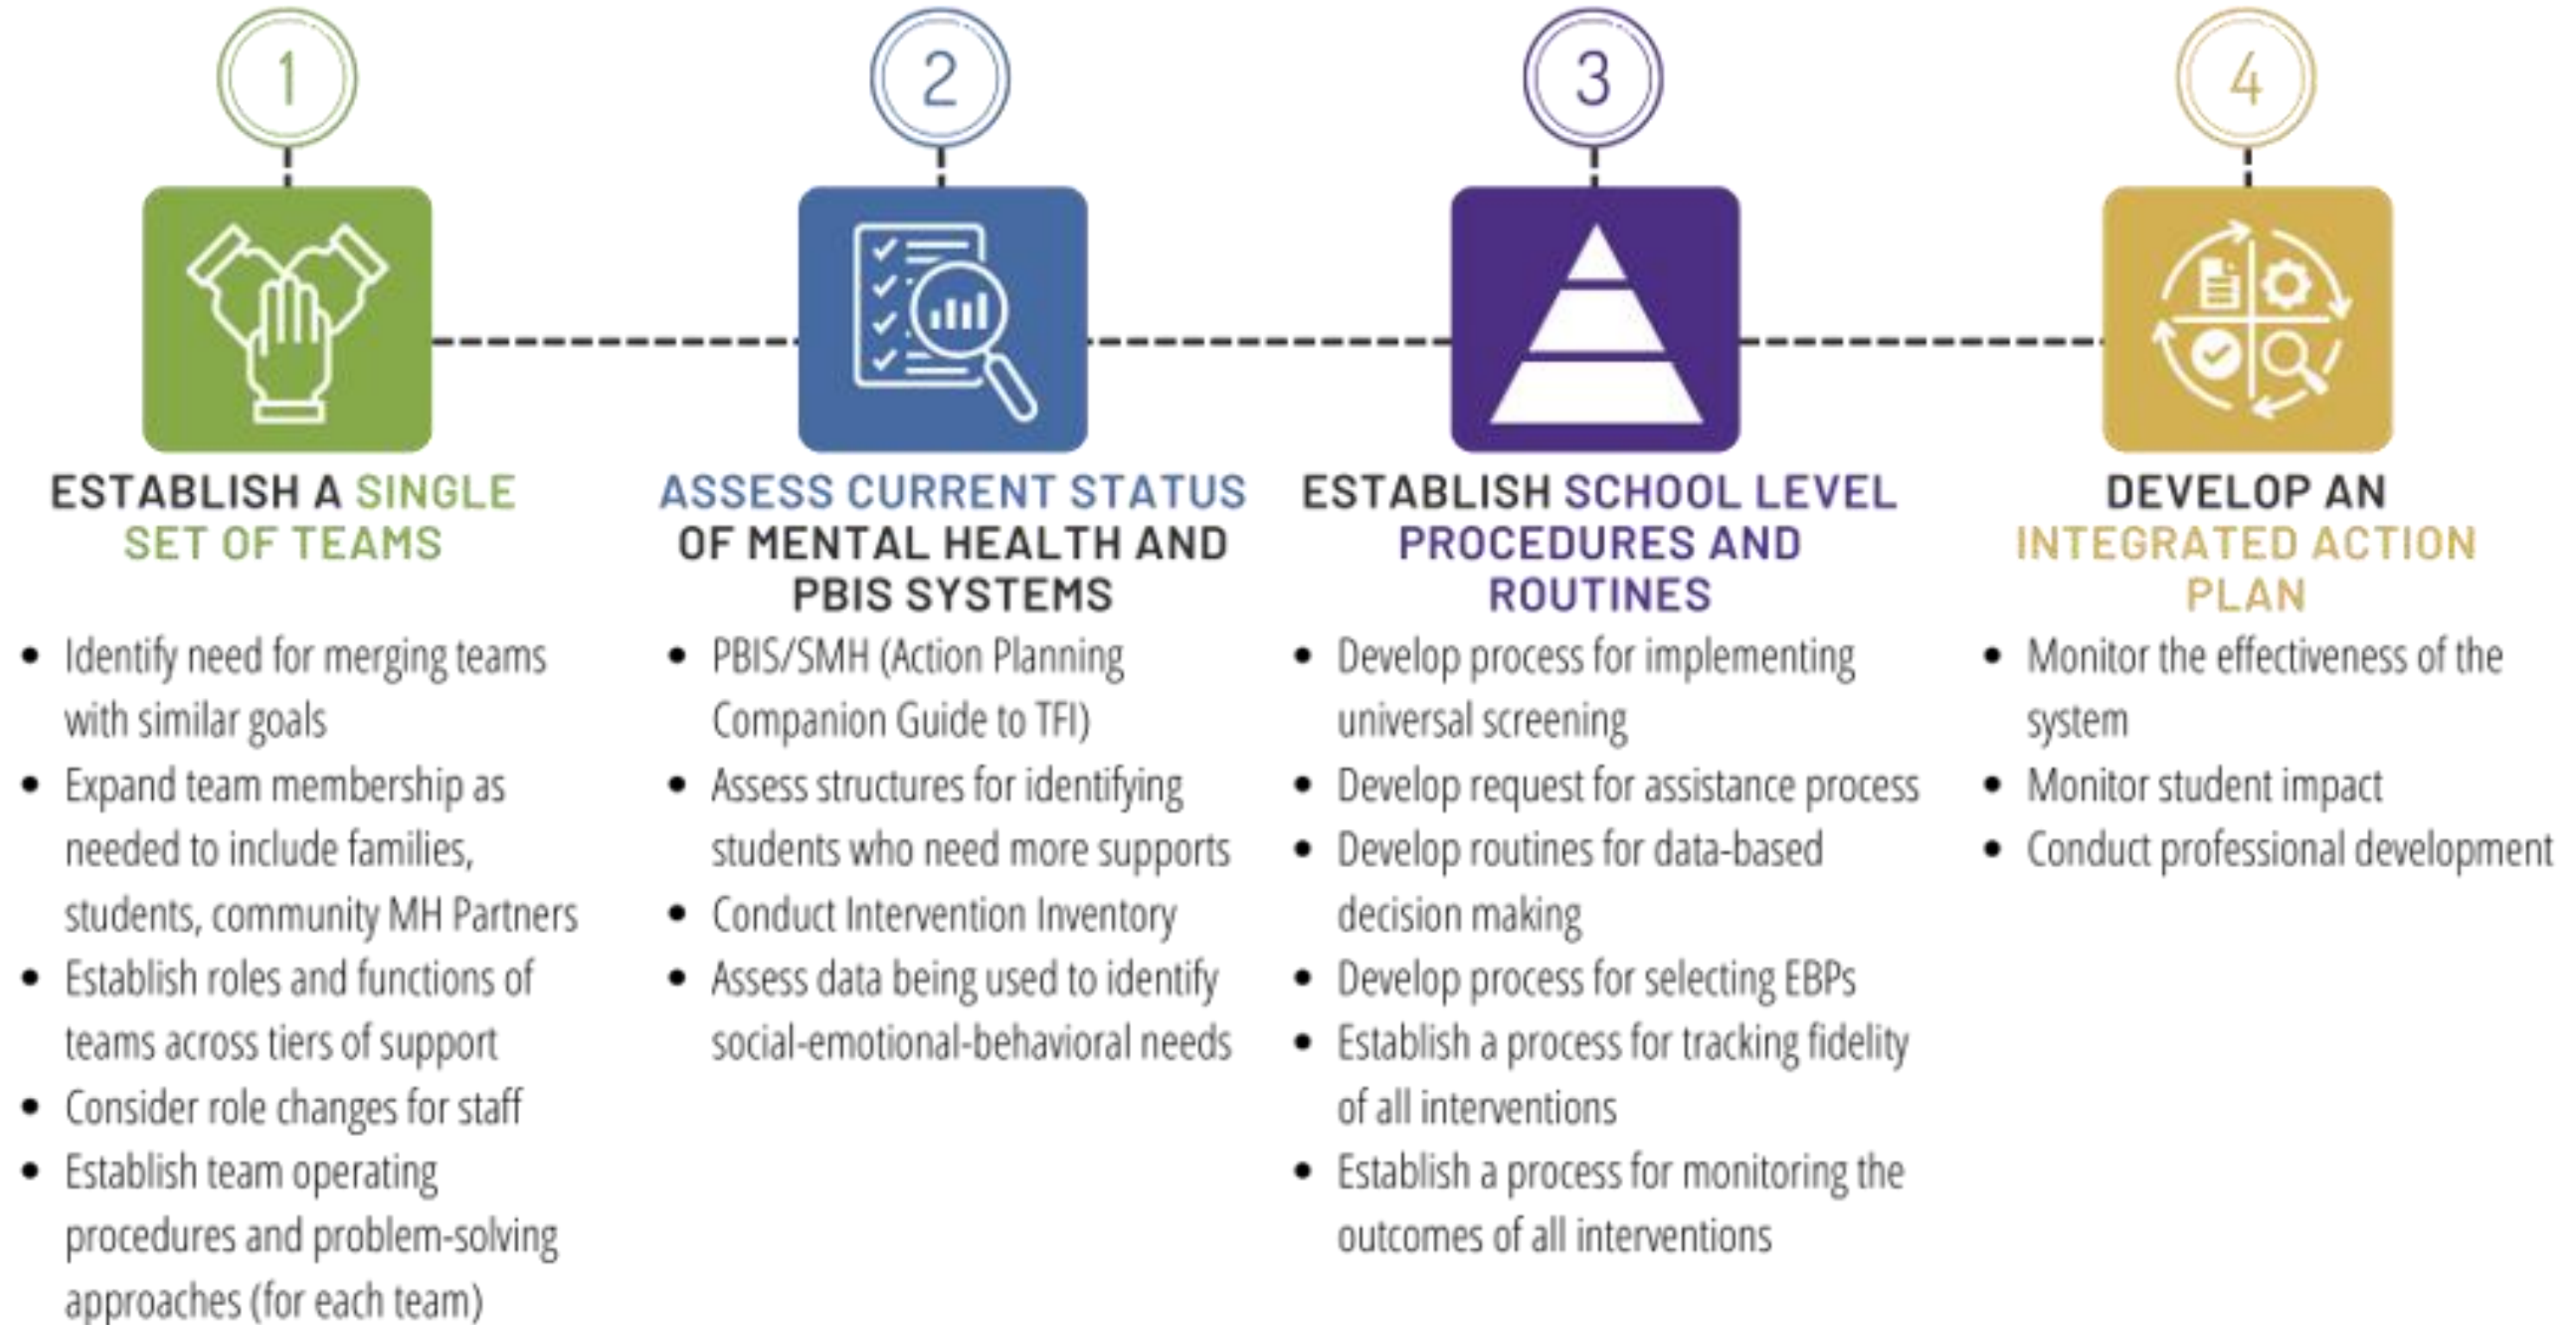 1
ESTABLISH A SINGLE
SET OF TEAMS
• Identify need for merging teams
with similar goals
• Expand team membership as
needed to include families,
students, community MH Partners
• Establish roles and functions of
teams across tiers of support
• Consider role changes for staff
• Establish team operating
procedures and problem-solving
approaches (for each team)
2
ASSESS CURRENT STATUS
OF MENTAL HEALTH AND
PBIS SYSTEMS
• PBIS/SMH (Action Planning
Companion Guide to TFI)
• Assess structures for identifying
students who need more supports
• Conduct Intervention Inventory
• Assess data being used to identify
social-emotional-behavioral needs
3
ESTABLISH SCHOOL LEVEL
PROCEDURES AND
ROUTINES
• Develop process for implementing
universal screening
• Develop request for assistance process
• Develop routines for data-based
decision making
• Develop process for selecting EBPs
• Establish a process for tracking fidelity
of all interventions
• Establish a process for monitoring the
outcomes of all interventions
4
DEVELOP AN
INTEGRATED ACTION
PLAN
• Monitor the effectiveness of the
system
• Monitor student impact
• Conduct professional development